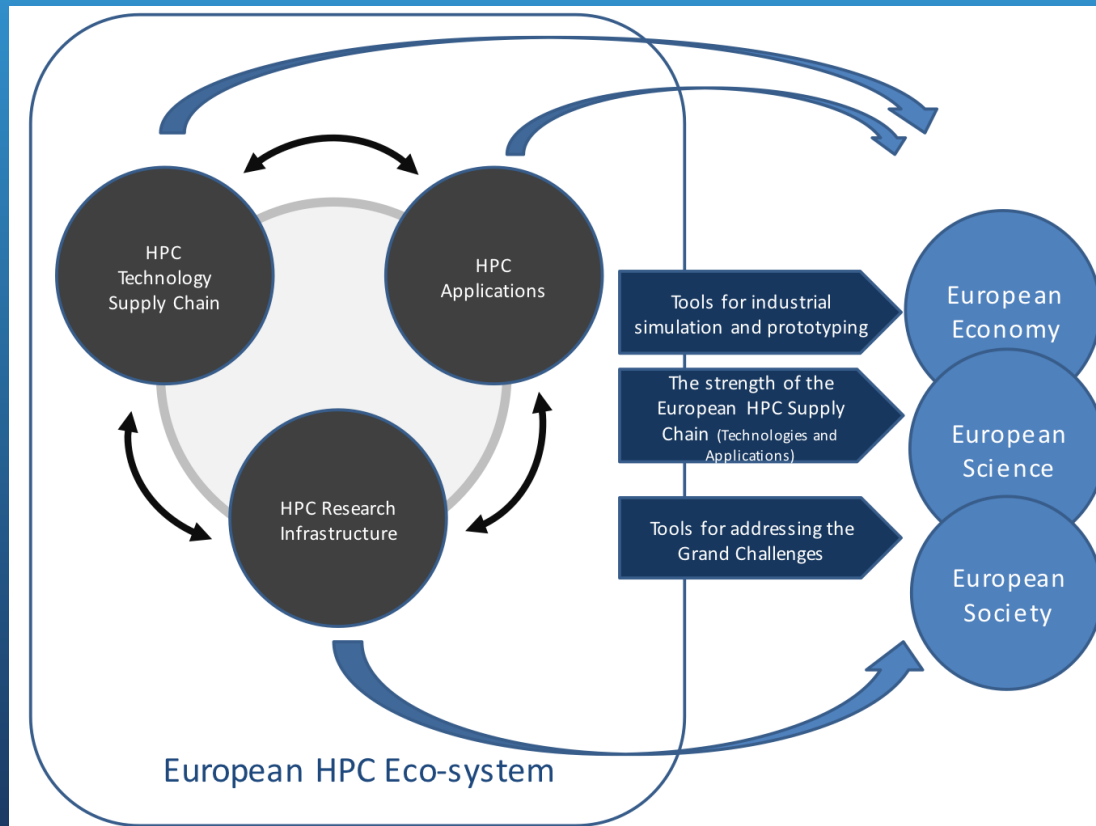 HPC
Technology
Supply Chain
HPC
Applications
HPC Research
Infrastructure
European HPC Eco-system
Tools for industrial
simulation and prototyping
The strength of the
European HPC Supply
Chain (Technologies and
Applications)
Tools for addressing the
Grand Challenges
European
Economy
European
Science
European
Society